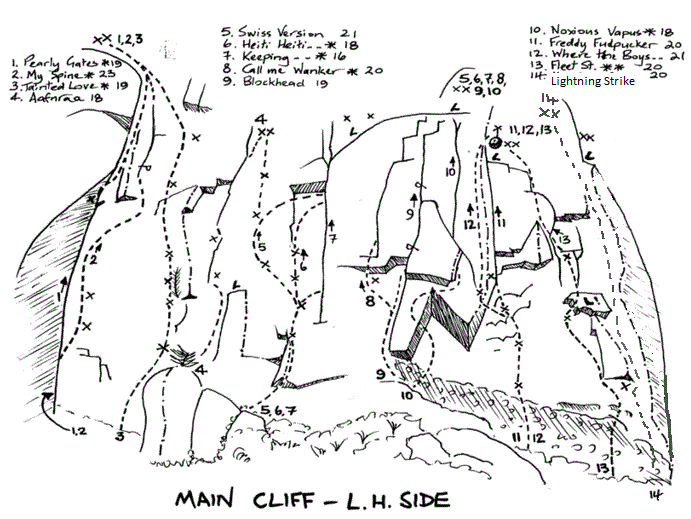 1. Pearly Gates *19
2. My Spine * 23
3. Tainted Love * 19
4. Aafnraa 18
5. Swiss Version 21
6. Heiti Heiti-- * 18
7. Keeping -- * 16
8. Call me Wanker * 20
9. Blockhead 19
10. Noxious Vapus * 18
11. Freddy Fudpucker 20
12. Where the Boys.. 21
13. Fleet St. ** 20
14. Lightning Strike 20
xx 1,2,3
5,6,7,8,
xx 9,10
x 11,12,13
xx
14
xx
4
xx
L
L
L
L
L
10
9
12
11
13
7
5
6
2
8
L
L
4
9
10
5,6,7
1,2
3
11
12
13
14
MAIN CLIFF – L.H. SIDE